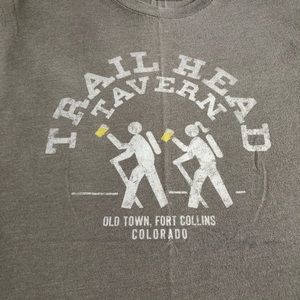 TRAIL HEAD
TAVERN
OLD TOWN, FORT COLLINS
COLORADO